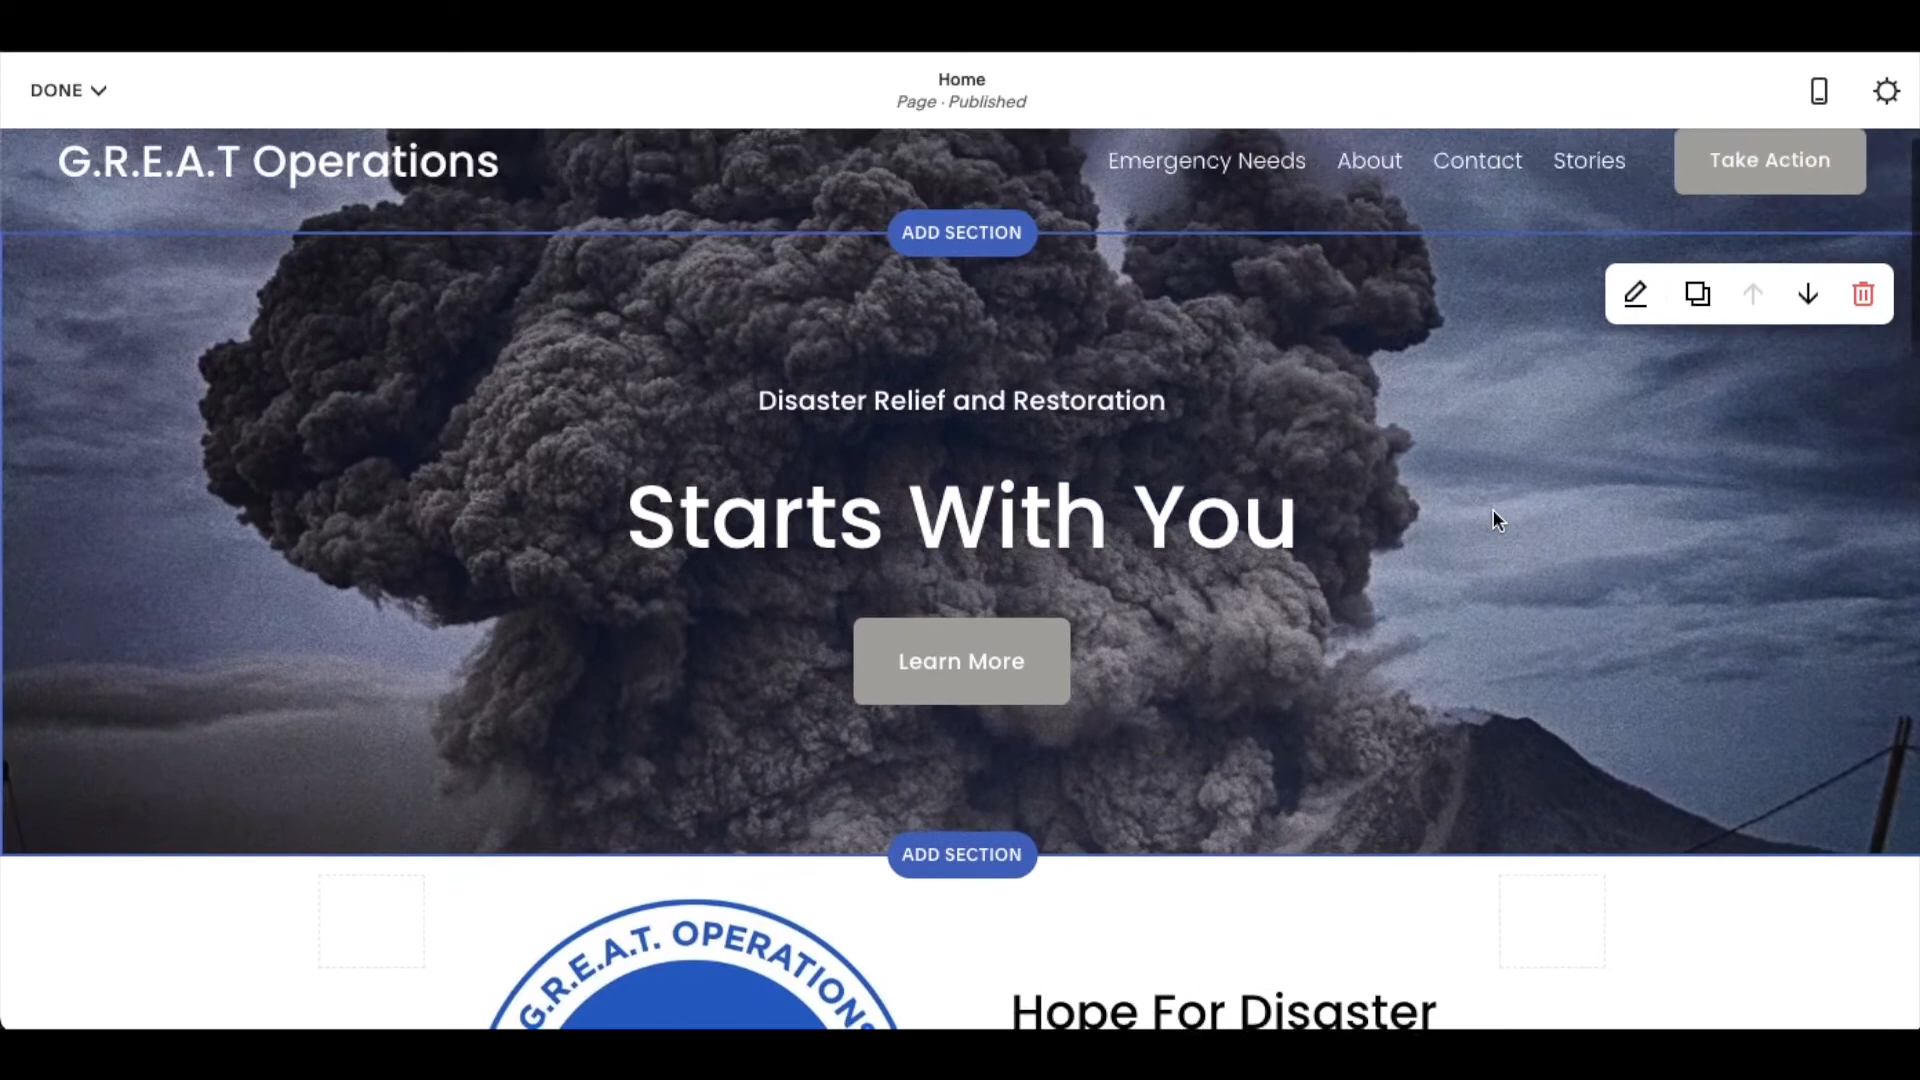 DONE
Home
Page · Published
G.R.E.A.T Operations
Emergency Needs About Contact Stories Take Action
ADD SECTION
Disaster Relief and Restoration
Starts With You
Learn More
ADD SECTION
G.R.E.A.T. OPERATIONS
Hope For Disaster